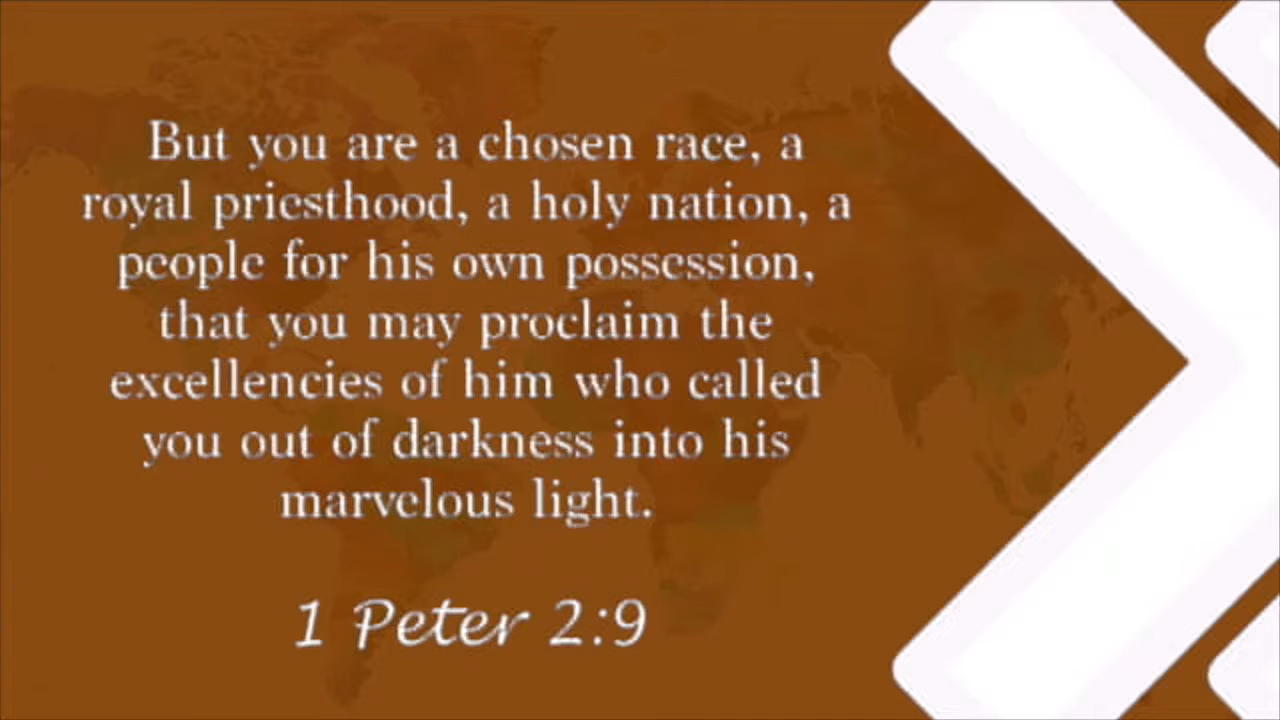 But you are a chosen race, a
royal priesthood, a holy nation, a
people for his own possession,
that you may proclaim the
excellencies of him who called
you out of darkness into his
marvelous light.
1 Peter 2:9